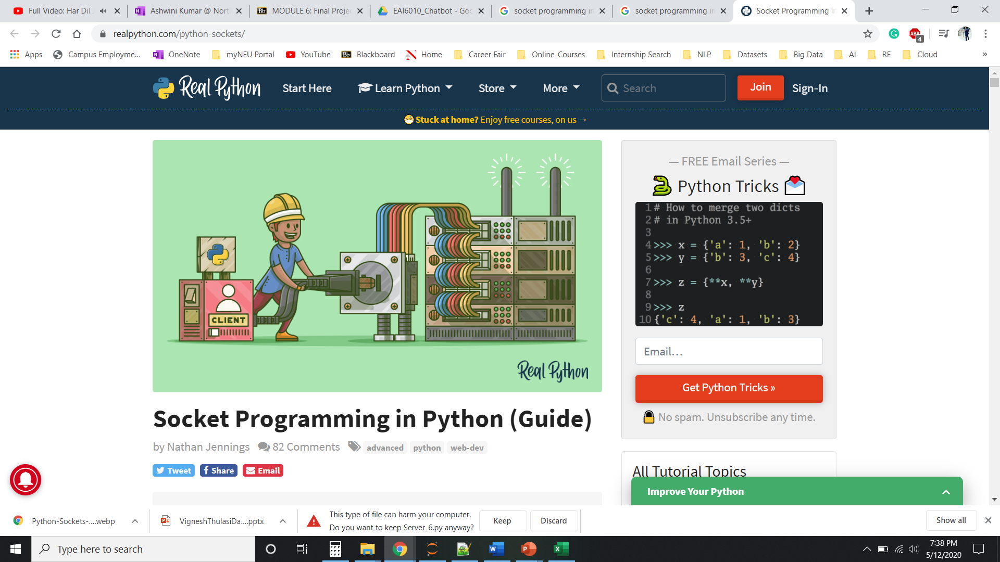 Full Video: Har Dil
Ashwini Kumar @ Nort
Bb MODULE 6: Final Projec
EAI6010_Chatbot - Goo
socket programming in
socket programming in
Socket Programming in
realpython.com/python-sockets/
ABP 4
Apps
Campus Employme...
OneNote
myNEU Portal
YouTube
Bb Blackboard
Home
Career Fair
Online_Courses
Internship Search
NLP
Datasets
Big Data
AI
RE
Cloud
»
Real Python
Start Here
Learn Python
Store
More
Search
Join
Sign-In
Stuck at home? Enjoy free courses, on us →
CLIENT
Real Python
— FREE Email Series —
Python Tricks
1 # How to merge two dicts
2 # in Python 3.5+
3
4 >>> x = {'a': 1, 'b': 2}
5 >>> y = {'b': 3, 'c': 4}
6
7 >>> z = {**x, **y}
8
9 >>> z
10 {'c': 4, 'a': 1, 'b': 3}
Email...
Get Python Tricks »
No spam. Unsubscribe any time.
Socket Programming in Python (Guide)
by Nathan Jennings 82 Comments advanced python web-dev
Tweet Share Email
All Tutorial Topics
Improve Your Python
Python-Sockets-....webp
VigneshThulasiDa....pptx
This type of file can harm your computer.
Do you want to keep Server_6.py anyway?
Keep
Discard
Show all
Type here to search
7:38 PM
5/12/2020